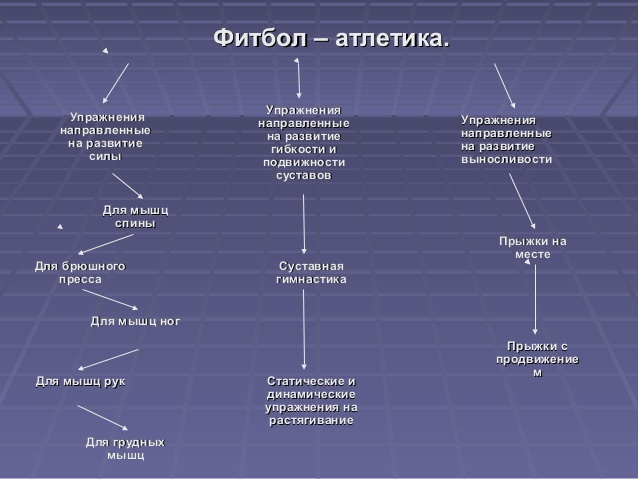 Фитбол – атлетика.
Упражнения
направленные
на развитие
силы
Для мышц
спины
Для брюшного
пресса
Для мышц ног
Для мышц рук
Для грудных
мышц
Упражнения
направленные
на развитие
гибкости и
подвижности
суставов
Суставная
гимнастика
Статические и
динамические
упражнения на
растягивание
Упражнения
направленные
на развитие
выносливости
Прыжки на
месте
Прыжки с
продвижение
м